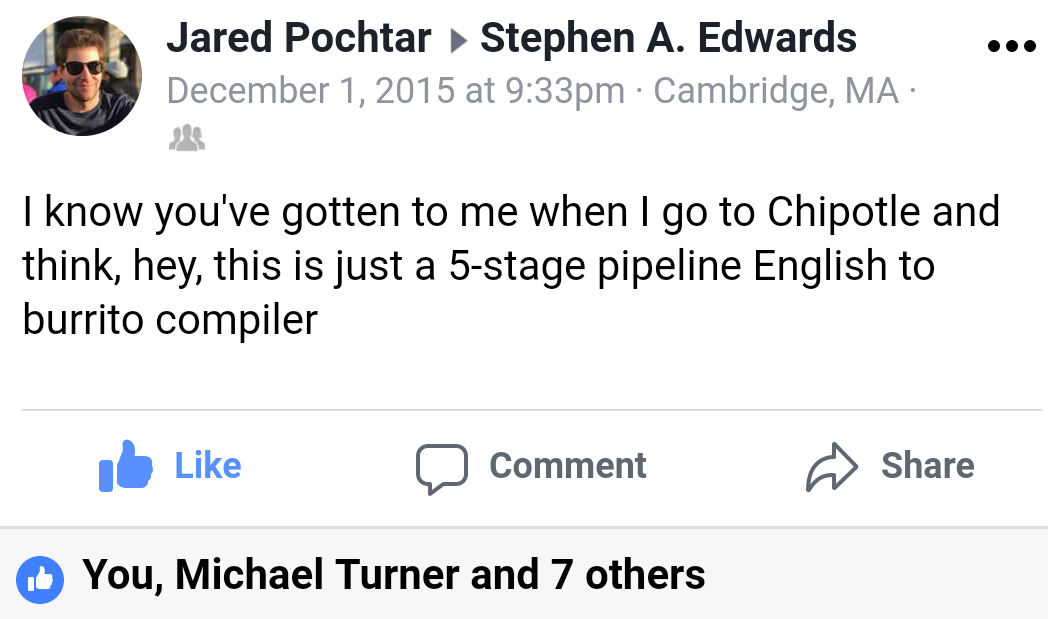 Jared Pochtar ▸ Stephen A. Edwards
December 1, 2015 at 9:33pm · Cambridge, MA ·
I know you've gotten to me when I go to Chipotle and
think, hey, this is just a 5-stage pipeline English to
burrito compiler
Like Comment Share
You, Michael Turner and 7 others